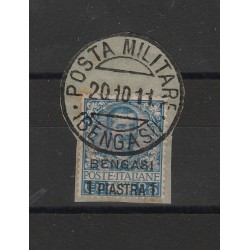 POSTA MILITARE
20.10.11
(BENGASI)
BENGASI
POSTE·ITALIANE
1 PIASTRA 1